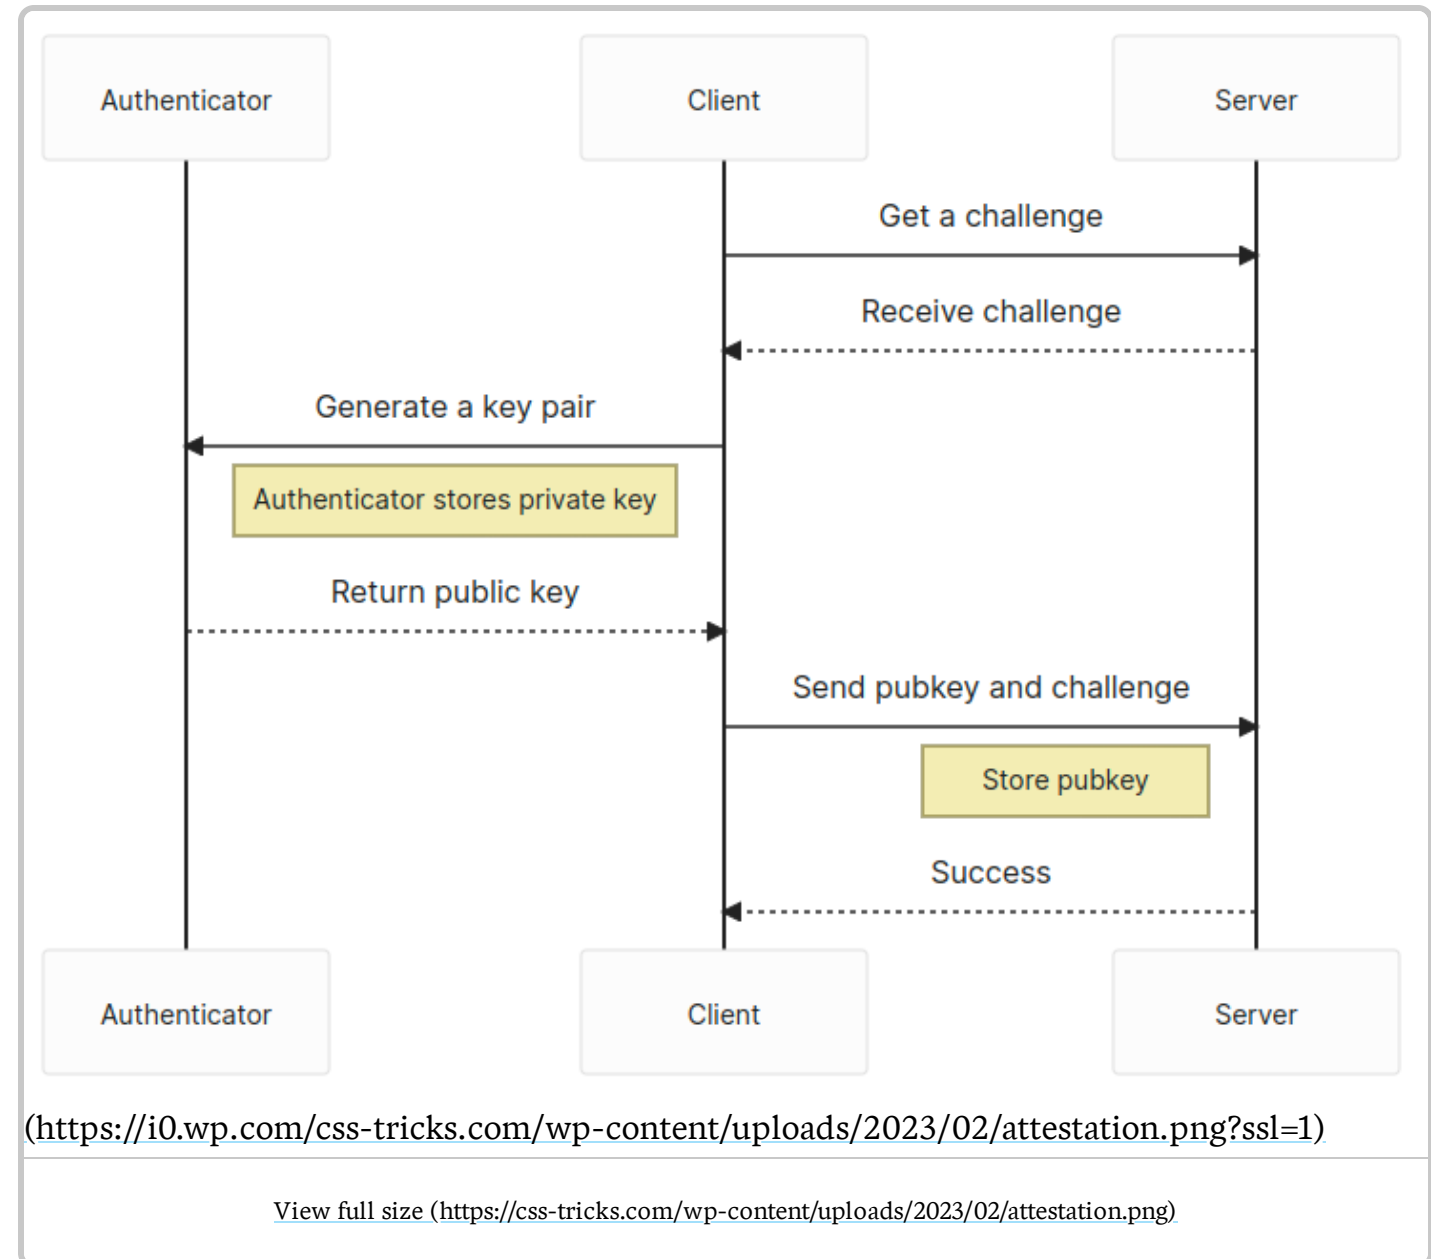 Authenticator
Client
Server
Get a challenge
Receive challenge
Generate a key pair
Authenticator stores private key
Return public key
Send pubkey and challenge
Store pubkey
Success
Authenticator
Client
Server
(https://i0.wp.com/css-tricks.com/wp-content/uploads/2023/02/attestation.png?ssl=1)
View full size (https://css-tricks.com/wp-content/uploads/2023/02/attestation.png)